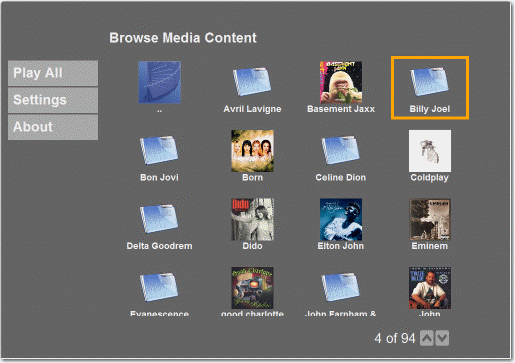 Browse Media Content
Play All
Settings
About
..
Avril Lavigne
Basement Jaxx
Billy Joel
Bon Jovi
Born
Celine Dion
Coldplay
Delta Goodrem
Dido
Elton John
Eminem
Evanescence
good charlotte
John Farnham &
John
4 of 94